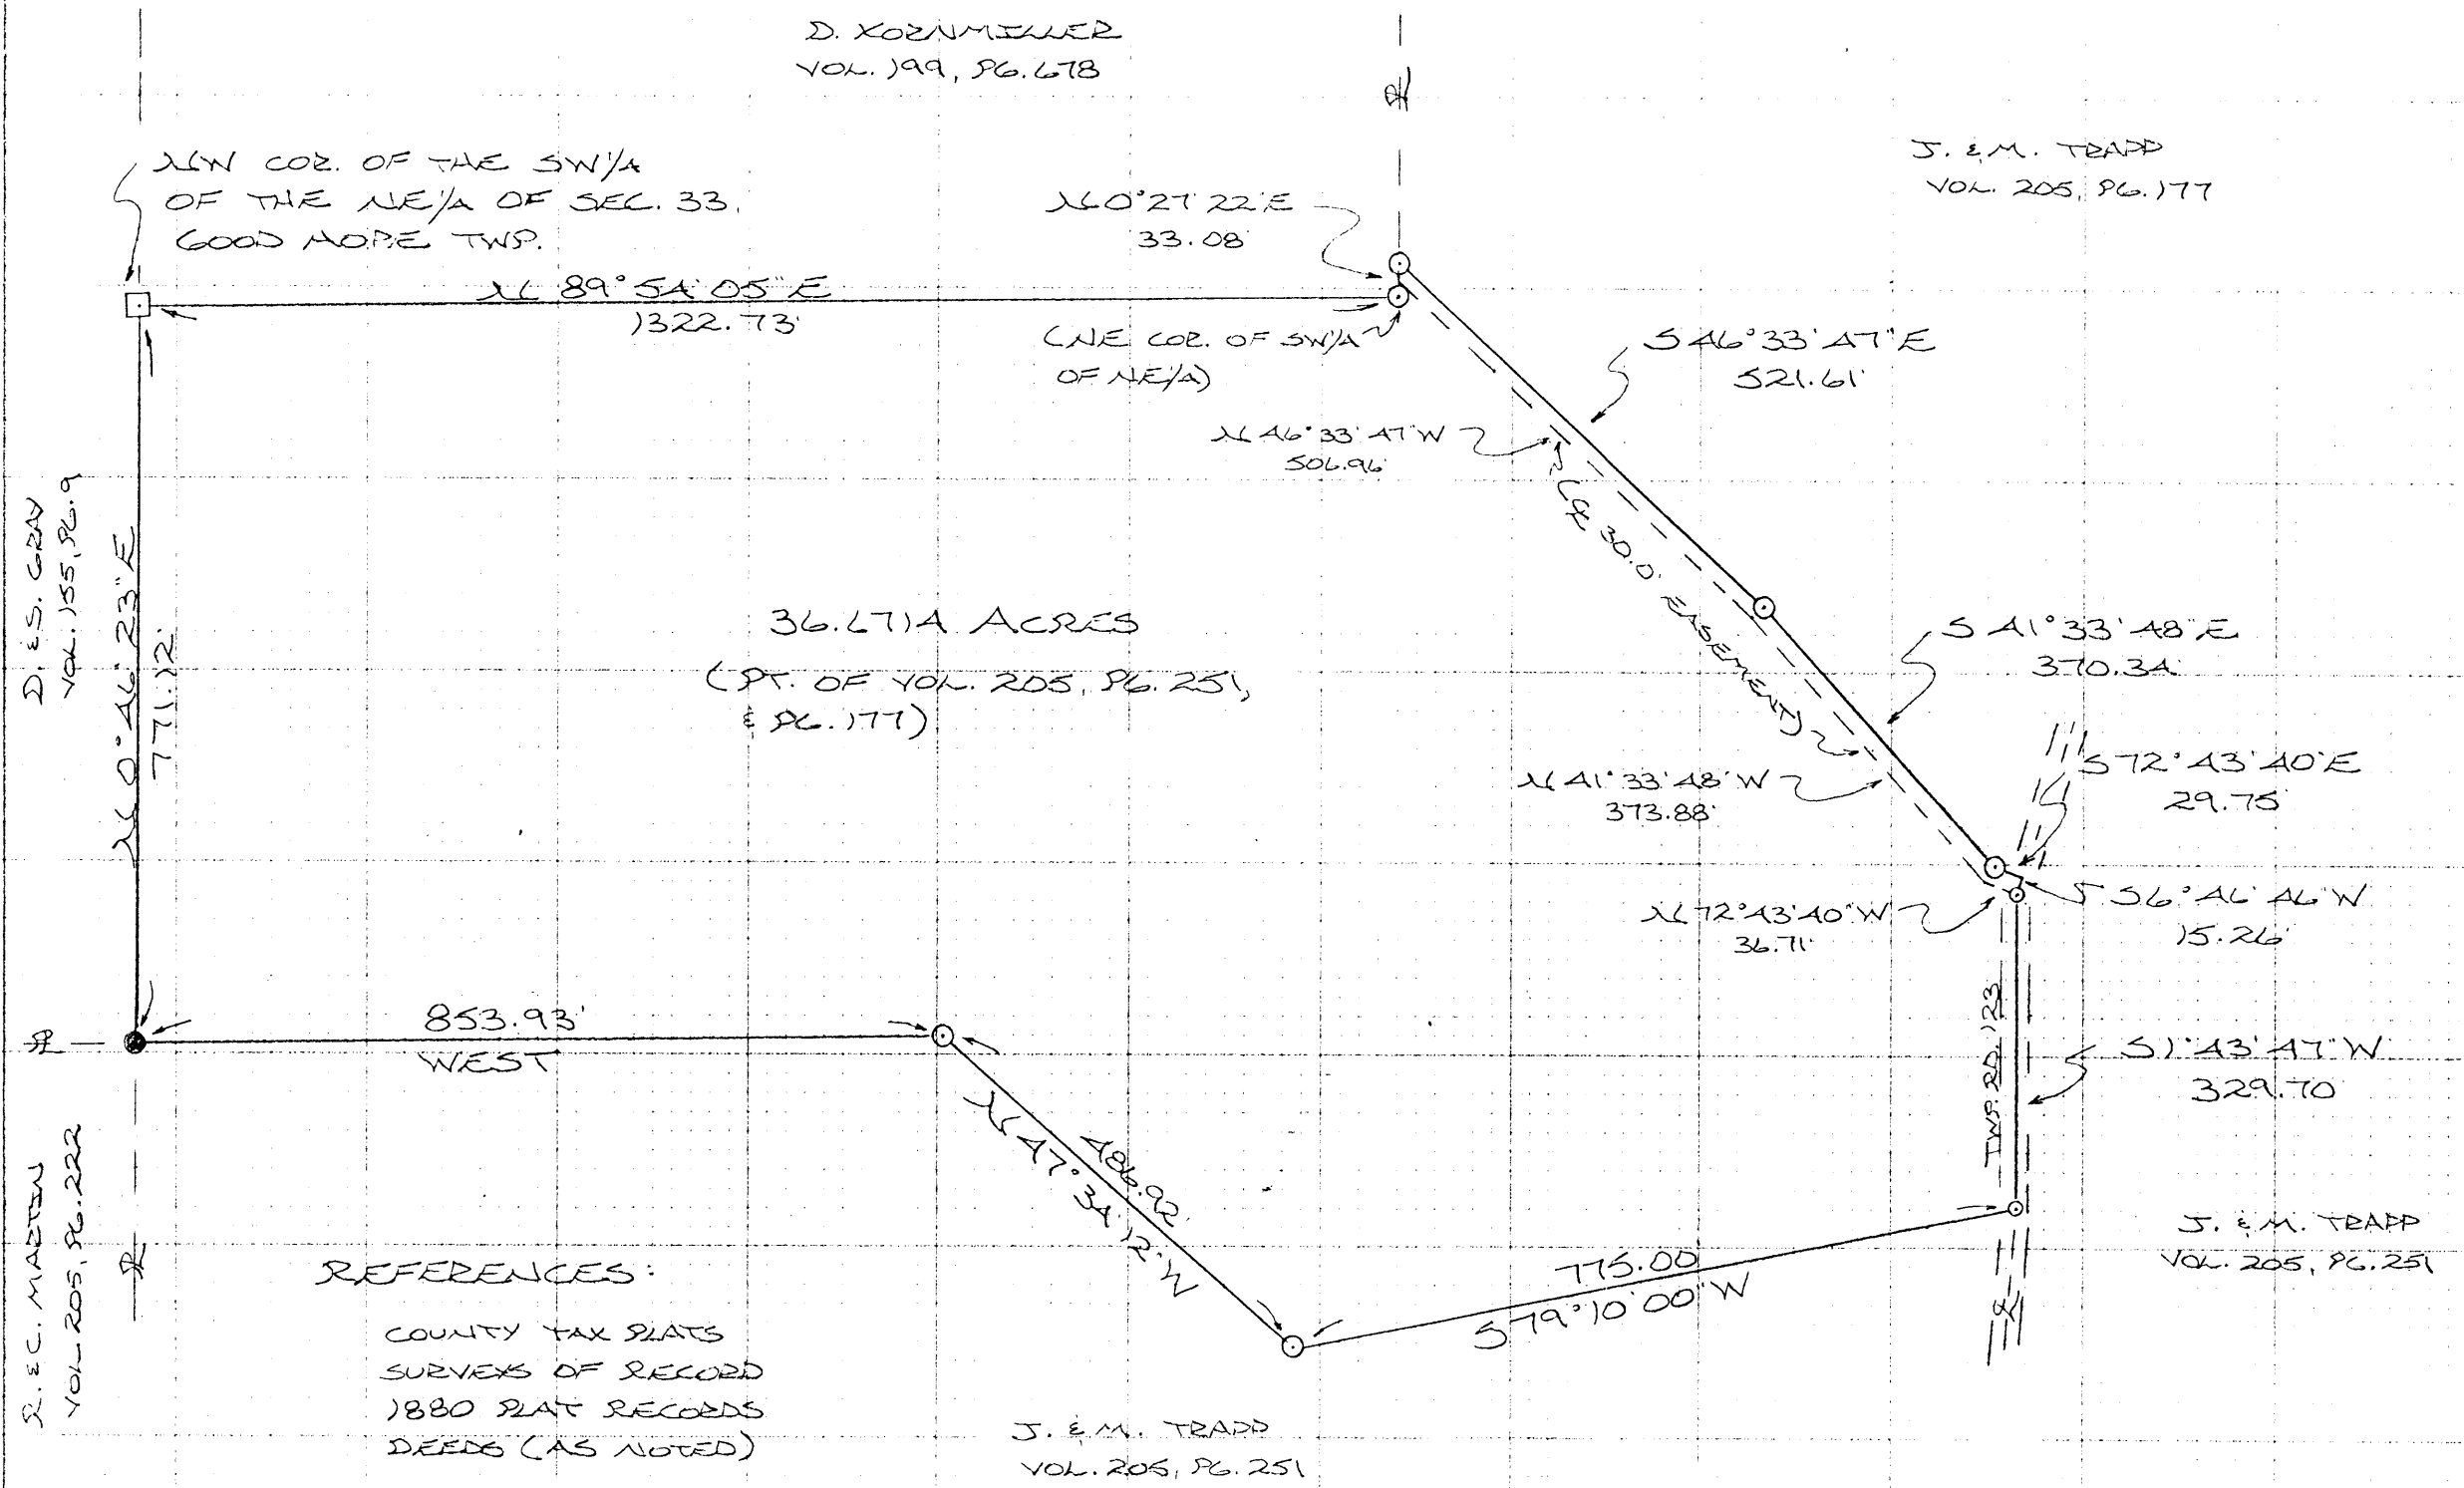 D. KORNMILLER
VOL. 199, PG. 678
J. & M. TRAPP
VOL. 205, PG. 177
NW COR. OF THE SW1/4
OF THE NE1/4 OF SEC. 33,
GOOD HOPE TWP.
N 0°27'22"E
33.08'
N 89°54'05"E
1322.73'
(NE COR. OF SW1/4
OF NE1/4)
S 46°33'47"E
521.61'
N 46°33'47"W
506.96'
(℄ 30.0' EASEMENT)
D. & S. GRAY
VOL. 155, PG. 9
N 0°46'23"E
771.12'
36.6714 ACRES
(PT. OF VOL. 205, PG. 251,
& PG. 177)
S 41°33'48"E
370.34'
N 41°33'48"W
373.88'
S 72°43'40"E
29.75'
S 56°46'46"W
15.26'
N 72°43'40"W
36.71'
TWP. RD. 123
S 1°43'47"W
329.70'
853.93'
WEST
486.92'
N 47°34'12"W
775.00'
S 79°10'00"W
R. & C. MARTIN
VOL. 205, PG. 222
J. & M. TRAPP
VOL. 205, PG. 251
REFERENCES:
COUNTY TAX PLATS
SURVEYS OF RECORD
1880 PLAT RECORDS
DEEDS (AS NOTED)
J. & M. TRAPP
VOL. 205, PG. 251